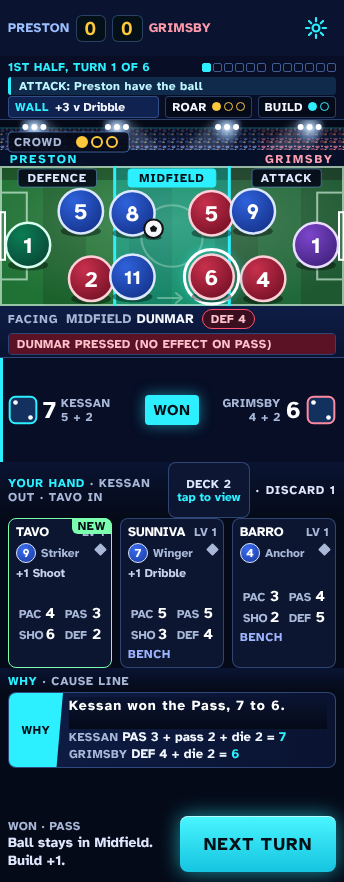 PRESTON 0 0 GRIMSBY
1ST HALF, TURN 1 OF 6
ATTACK: Preston have the ball
WALL +3 v Dribble ROAR BUILD
CROWD
PRESTON GRIMSBY
DEFENCE MIDFIELD ATTACK
5 8 5 9
1 1
2 11 6 4
FACING MIDFIELD DUNMAR DEF 4
DUNMAR PRESSED (NO EFFECT ON PASS)
7 KESSAN 5 + 2 WON GRIMSBY 4 + 2 6
YOUR HAND · KESSAN OUT · TAVO IN
DECK 2
tap to view
· DISCARD 1
NEW
TAVO
9 Striker
+1 Shoot
PAC 4 PAS 3
SHO 6 DEF 2
SUNNIVA LV 1
7 Winger
+1 Dribble
PAC 5 PAS 5
SHO 3 DEF 4
BENCH
BARRO LV 1
4 Anchor
PAC 3 PAS 4
SHO 2 DEF 5
BENCH
WHY · CAUSE LINE
WHY
Kessan won the Pass, 7 to 6.
KESSAN PAS 3 + pass 2 + die 2 = 7
GRIMSBY DEF 4 + die 2 = 6
WON · PASS
Ball stays in Midfield.
Build +1.
NEXT TURN